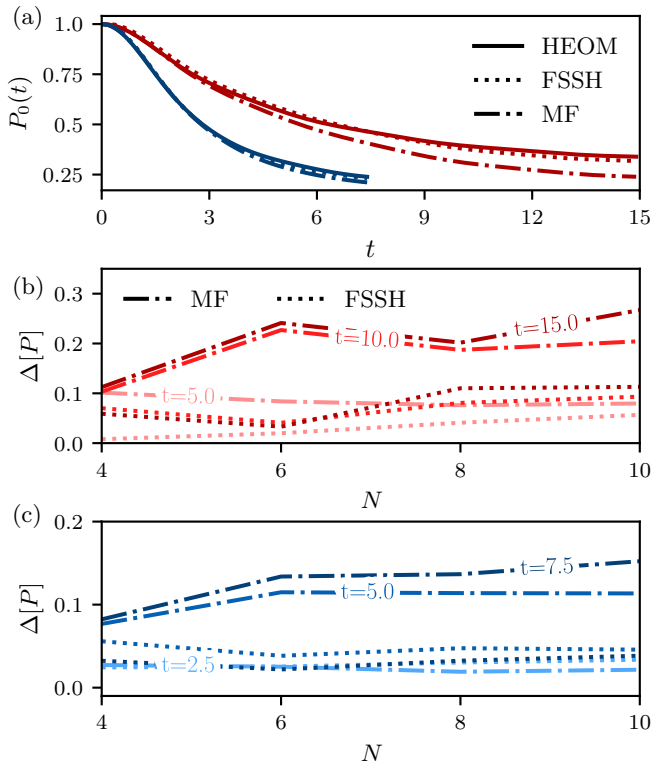 (a)
1.0
0.75
0.5
0.25
P₀(t)
HEOM
FSSH
MF
0 3 6 9 12 15
t
(b)
0.3
0.2
0.1
0.0
Δ[P]
MF FSSH
t=15.0
t=10.0
t=5.0
4 6 8 10
N
(c)
0.2
0.1
0.0
Δ[P]
t=7.5
t=5.0
t=2.5
4 6 8 10
N